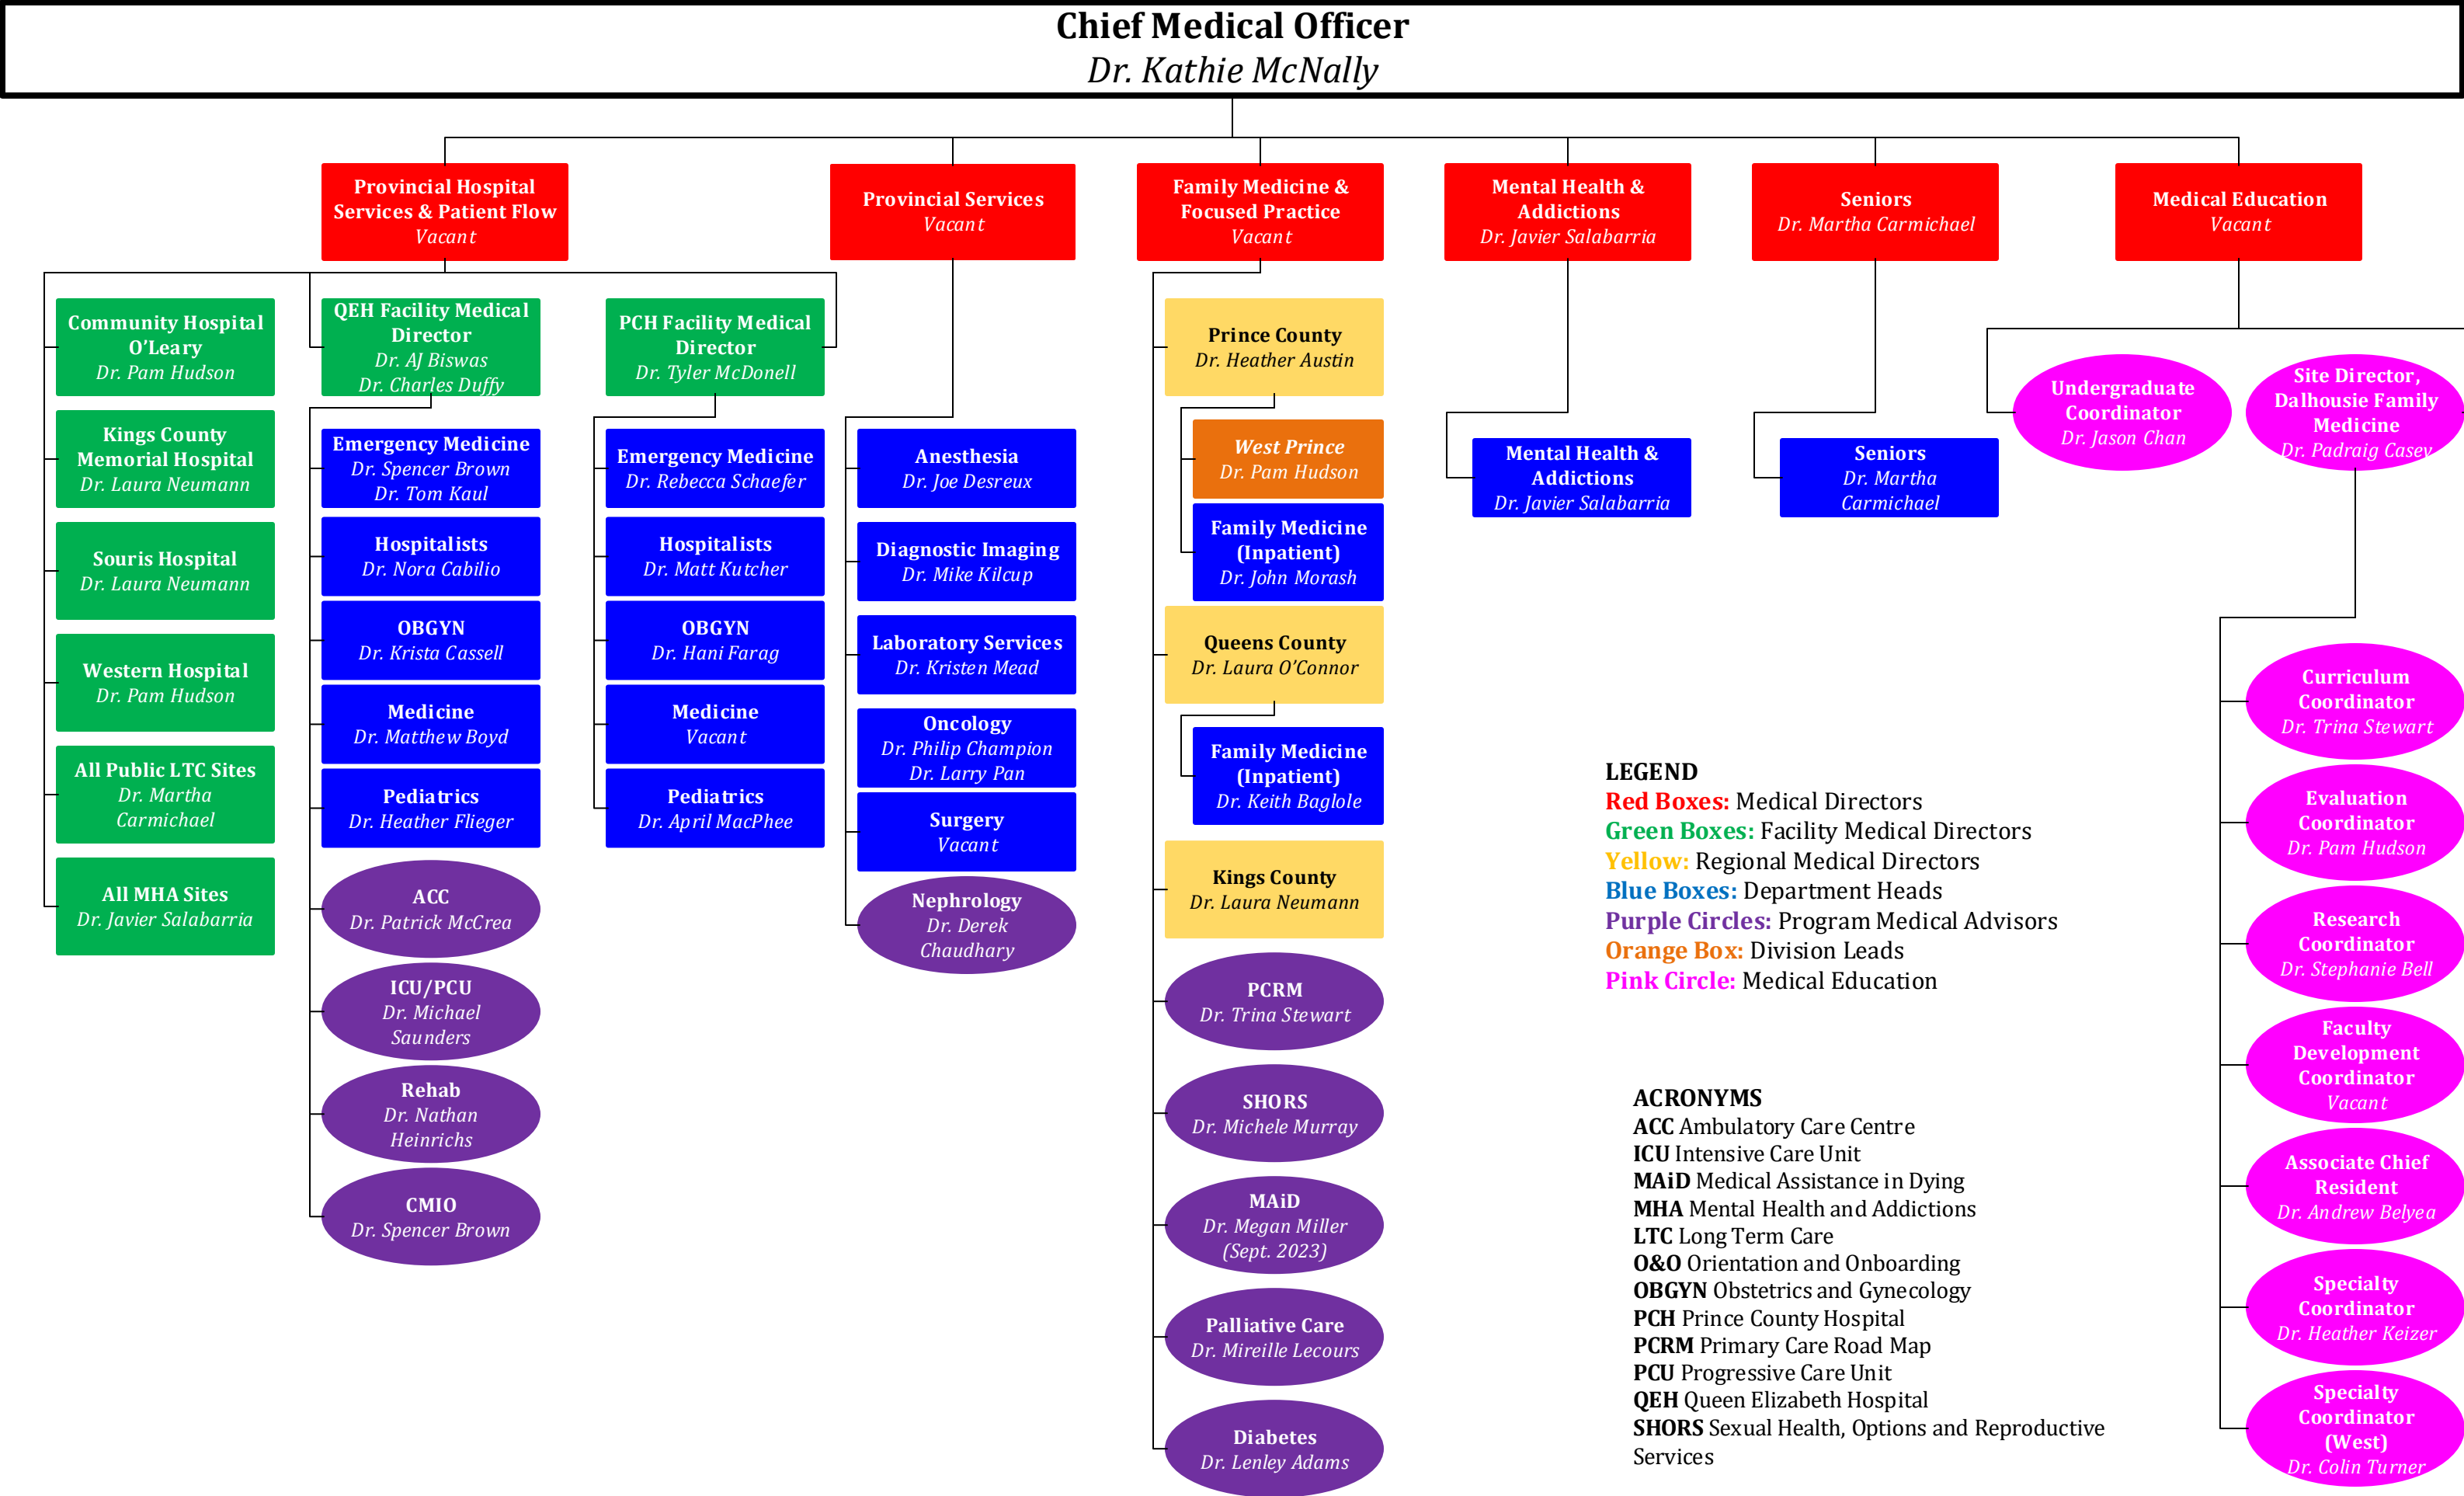 Chief Medical Officer
Dr. Kathie McNally
Provincial Hospital
Services & Patient Flow
Vacant
Provincial Services
Vacant
Family Medicine &
Focused Practice
Vacant
Mental Health &
Addictions
Dr. Javier Salabarria
Seniors
Dr. Martha Carmichael
Medical Education
Vacant
Community Hospital
O’Leary
Dr. Pam Hudson
Kings County
Memorial Hospital
Dr. Laura Neumann
Souris Hospital
Dr. Laura Neumann
Western Hospital
Dr. Pam Hudson
All Public LTC Sites
Dr. Martha
Carmichael
All MHA Sites
Dr. Javier Salabarria
QEH Facility Medical
Director
Dr. AJ Biswas
Dr. Charles Duffy
Emergency Medicine
Dr. Spencer Brown
Dr. Tom Kaul
Hospitalists
Dr. Nora Cabilio
OBGYN
Dr. Krista Cassell
Medicine
Dr. Matthew Boyd
Pediatrics
Dr. Heather Flieger
ACC
Dr. Patrick McCrea
ICU/PCU
Dr. Michael
Saunders
Rehab
Dr. Nathan
Heinrichs
CMIO
Dr. Spencer Brown
PCH Facility Medical
Director
Dr. Tyler McDonell
Emergency Medicine
Dr. Rebecca Schaefer
Hospitalists
Dr. Matt Kutcher
OBGYN
Dr. Hani Farag
Medicine
Vacant
Pediatrics
Dr. April MacPhee
Anesthesia
Dr. Joe Desreux
Diagnostic Imaging
Dr. Mike Kilcup
Laboratory Services
Dr. Kristen Mead
Oncology
Dr. Philip Champion
Dr. Larry Pan
Surgery
Vacant
Nephrology
Dr. Derek
Chaudhary
Prince County
Dr. Heather Austin
West Prince
Dr. Pam Hudson
Family Medicine
(Inpatient)
Dr. John Morash
Queens County
Dr. Laura O’Connor
Family Medicine
(Inpatient)
Dr. Keith Baglole
Kings County
Dr. Laura Neumann
PCRM
Dr. Trina Stewart
SHORS
Dr. Michele Murray
MAiD
Dr. Megan Miller
(Sept. 2023)
Palliative Care
Dr. Mireille Lecours
Diabetes
Dr. Lenley Adams
Mental Health &
Addictions
Dr. Javier Salabarria
Seniors
Dr. Martha
Carmichael
Undergraduate
Coordinator
Dr. Jason Chan
Site Director,
Dalhousie Family
Medicine
Dr. Padraig Casey
Curriculum
Coordinator
Dr. Trina Stewart
Evaluation
Coordinator
Dr. Pam Hudson
Research
Coordinator
Dr. Stephanie Bell
Faculty
Development
Coordinator
Vacant
Associate Chief
Resident
Dr. Andrew Belyea
Specialty
Coordinator
Dr. Heather Keizer
Specialty
Coordinator
(West)
Dr. Colin Turner
LEGEND
Red Boxes: Medical Directors
Green Boxes: Facility Medical Directors
Yellow: Regional Medical Directors
Blue Boxes: Department Heads
Purple Circles: Program Medical Advisors
Orange Box: Division Leads
Pink Circle: Medical Education
ACRONYMS
ACC Ambulatory Care Centre
ICU Intensive Care Unit
MAiD Medical Assistance in Dying
MHA Mental Health and Addictions
LTC Long Term Care
O&O Orientation and Onboarding
OBGYN Obstetrics and Gynecology
PCH Prince County Hospital
PCRM Primary Care Road Map
PCU Progressive Care Unit
QEH Queen Elizabeth Hospital
SHORS Sexual Health, Options and Reproductive
Services